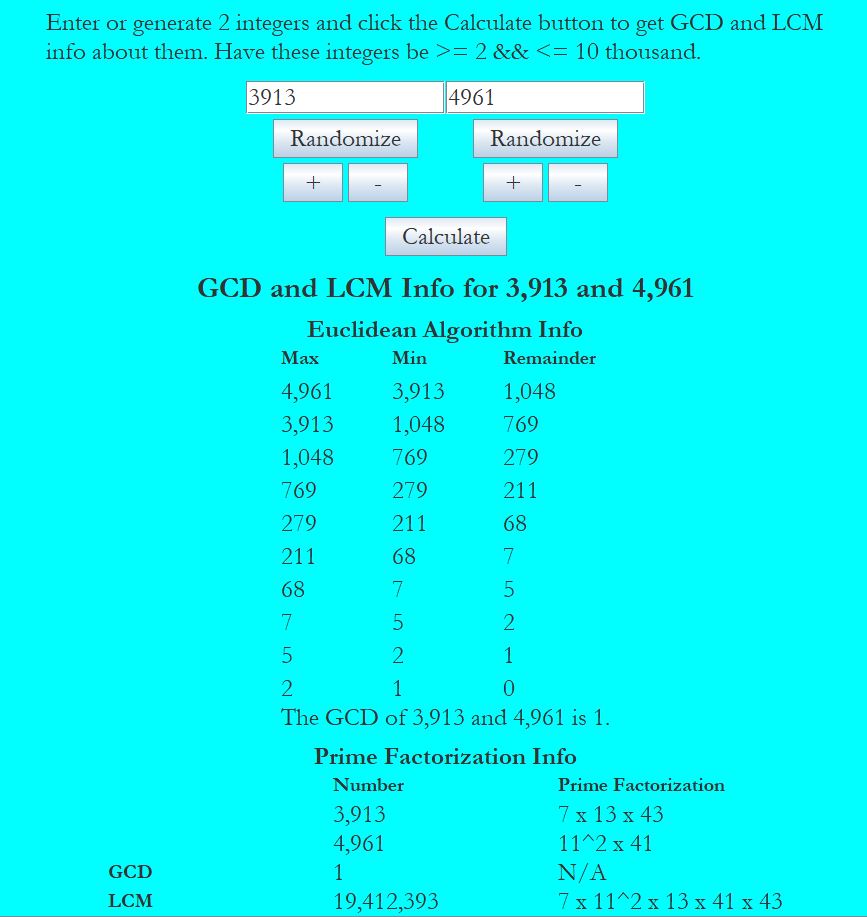 Enter or generate 2 integers and click the Calculate button to get GCD and LCM
info about them. Have these integers be >= 2 && <= 10 thousand.
3913 4961
Randomize Randomize
+ - + -
Calculate
GCD and LCM Info for 3,913 and 4,961
Euclidean Algorithm Info
Max Min Remainder
4,961 3,913 1,048
3,913 1,048 769
1,048 769 279
769 279 211
279 211 68
211 68 7
68 7 5
7 5 2
5 2 1
2 1 0
The GCD of 3,913 and 4,961 is 1.
Prime Factorization Info
Number Prime Factorization
3,913 7 x 13 x 43
4,961 11^2 x 41
GCD 1 N/A
LCM 19,412,393 7 x 11^2 x 13 x 41 x 43